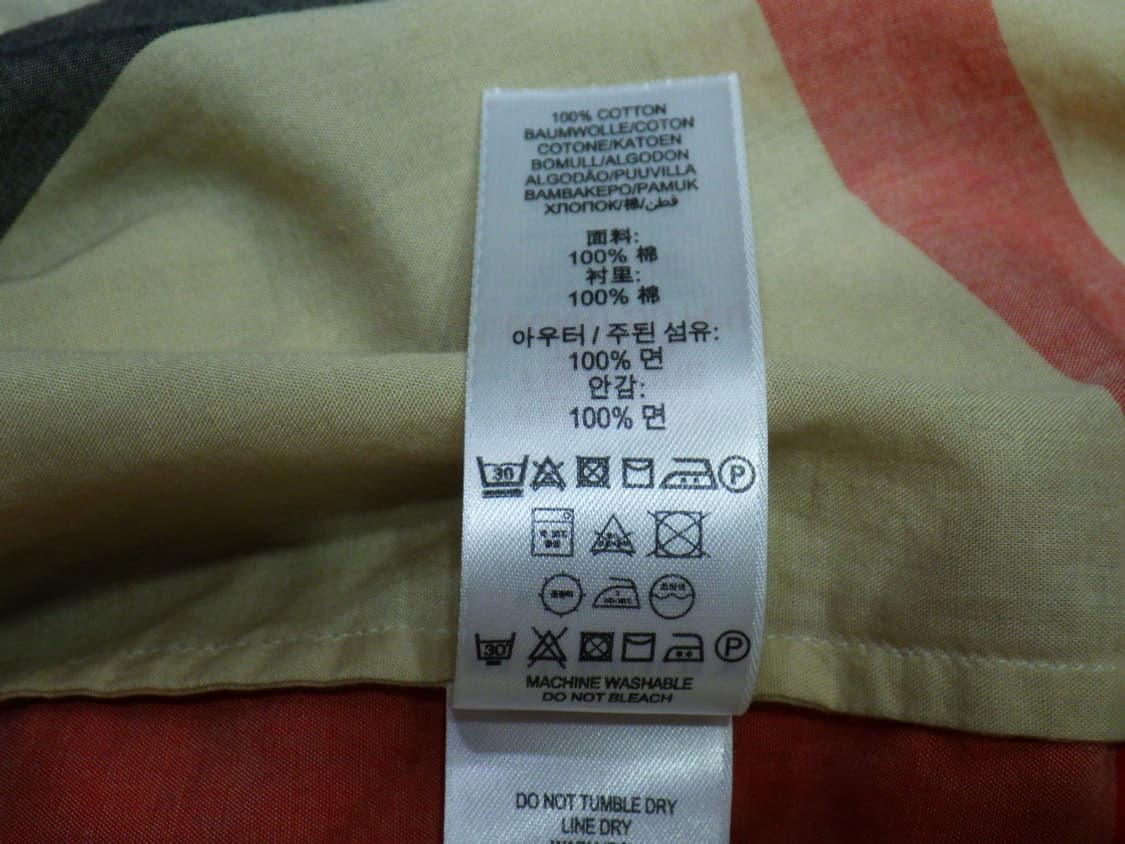 100% COTTON
BAUMWOLLE/COTON
COTONE/KATOEN
BOMULL/ALGODON
ALGODÃO/PUUVILLA
BAMBAKEPO/PAMUK
ХЛОПОК/棉/قطن
面料:
100% 棉
衬里:
100% 棉
아우터 / 주된 섬유:
100% 면
안감:
100% 면
30
P
30
P
MACHINE WASHABLE
DO NOT BLEACH
DO NOT TUMBLE DRY
LINE DRY